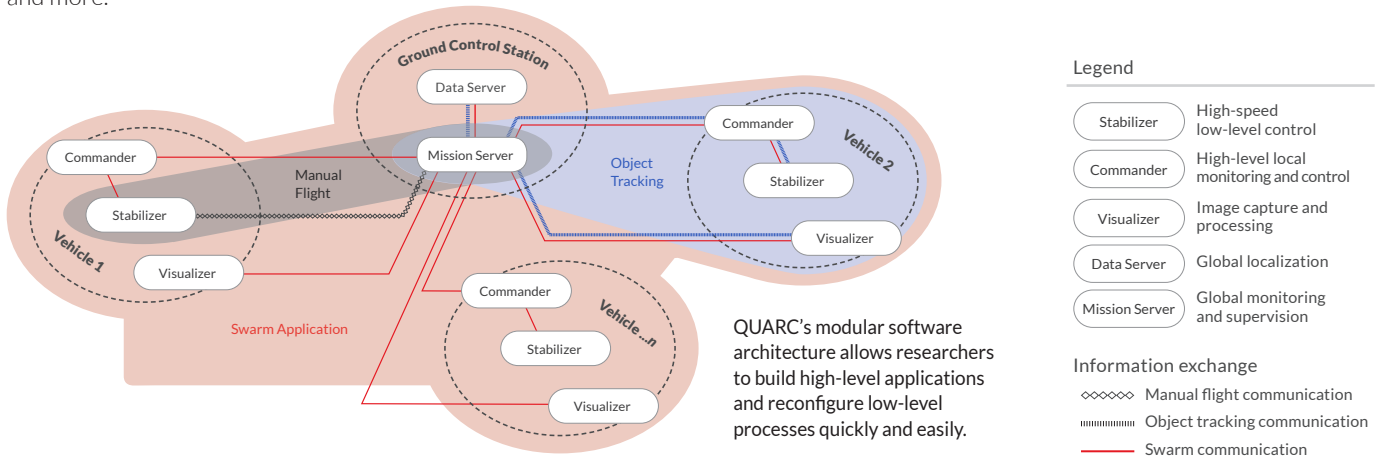 and more.
Ground Control Station
Data Server
Mission Server
Commander
Stabilizer
Visualizer
Vehicle 1
Manual
Flight
Object
Tracking
Commander
Stabilizer
Visualizer
Vehicle 2
Swarm Application
Commander
Stabilizer
Visualizer
Vehicle...n
QUARC's modular software
architecture allows researchers
to build high-level applications
and reconfigure low-level
processes quickly and easily.
Legend
Stabilizer
High-speed
low-level control
Commander
High-level local
monitoring and control
Visualizer
Image capture and
processing
Data Server
Global localization
Mission Server
Global monitoring
and supervision
Information exchange
Manual flight communication
Object tracking communication
Swarm communication